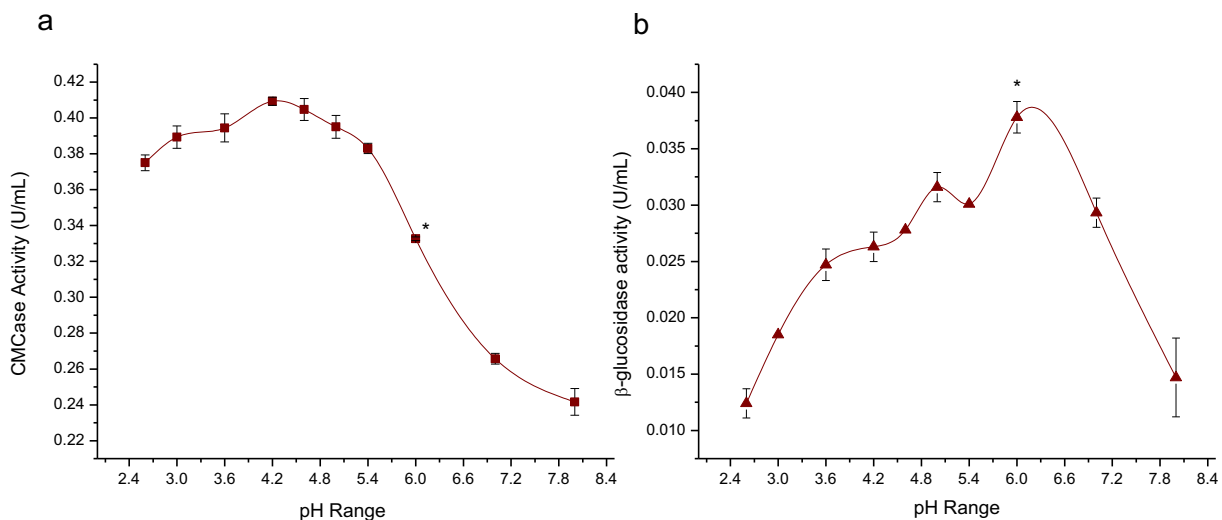 a
CMCase Activity (U/mL)
0.42
0.40
0.38
0.36
0.34
0.32
0.30
0.28
0.26
0.24
0.22
*
2.4 3.0 3.6 4.2 4.8 5.4 6.0 6.6 7.2 7.8 8.4
pH Range
b
β-glucosidase activity (U/mL)
0.040
0.035
0.030
0.025
0.020
0.015
0.010
*
2.4 3.0 3.6 4.2 4.8 5.4 6.0 6.6 7.2 7.8 8.4
pH Range